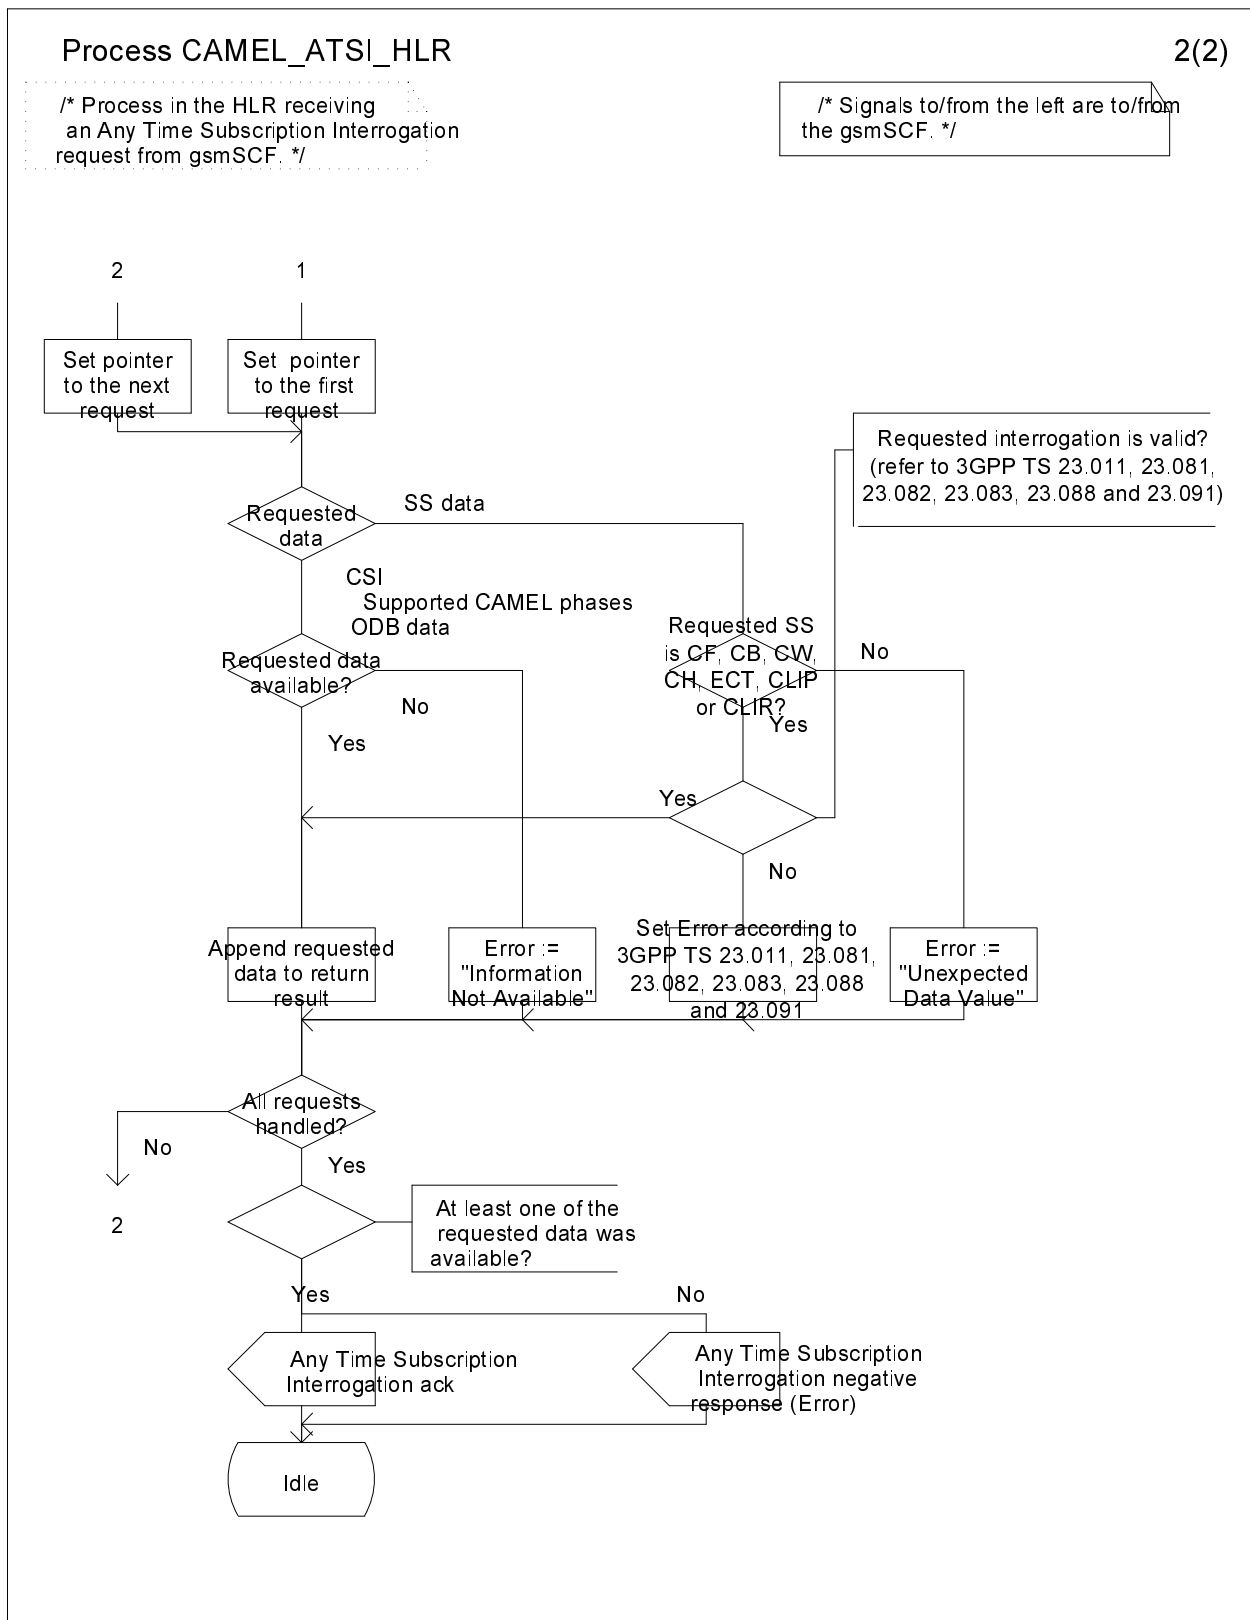 Process CAMEL_ATSI_HLR
2(2)
/* Process in the HLR receiving
an Any Time Subscription Interrogation
request from gsmSCF. */
/* Signals to/from the left are to/from
the gsmSCF. */
2
1
Set pointer
to the next
request
Set pointer
to the first
request
Requested interrogation is valid?
(refer to 3GPP TS 23.011, 23.081,
23.082, 23.083, 23.088 and 23.091)
Requested
data
SS data
CSI
Supported CAMEL phases
ODB data
Requested data
available?
No
Yes
Requested SS
is CF, CB, CW,
CH, ECT, CLIP
or CLIR?
No
Yes
Yes
No
Append requested
data to return
result
Error :=
"Information
Not Available"
Set Error according to
3GPP TS 23.011, 23.081,
23.082, 23.083, 23.088
and 23.091
Error :=
"Unexpected
Data Value"
All requests
handled?
No
Yes
2
At least one of the
requested data was
available?
Yes
No
Any Time Subscription
Interrogation ack
Any Time Subscription
Interrogation negative
response (Error)
Idle